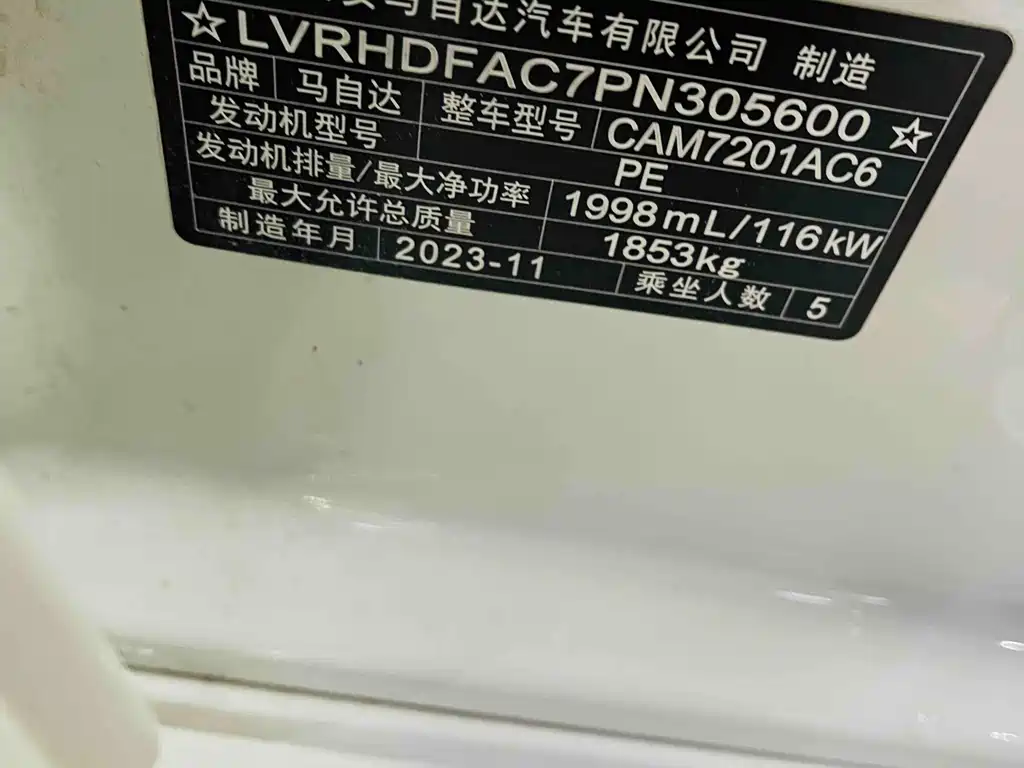 马自达汽车有限公司 制造
☆LVRHDFAC7PN305600☆
品牌 马自达 整车型号 CAM7201AC6
发动机型号 PE
发动机排量/最大净功率 1998mL/116kW
最大允许总质量 1853kg
制造年月 2023-11 乘坐人数 5